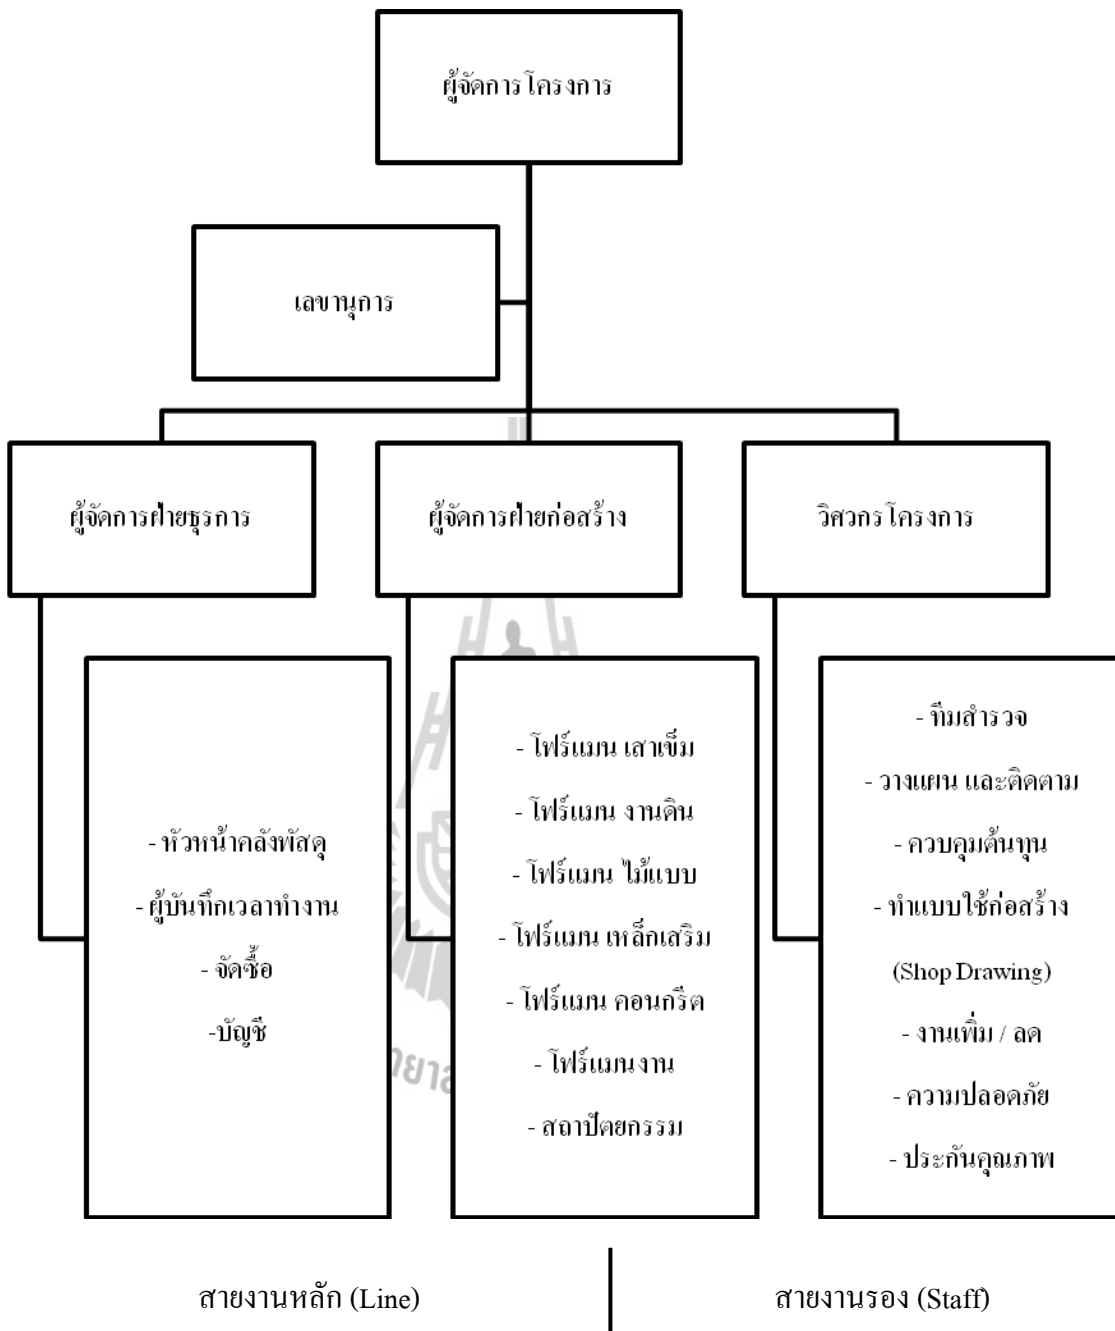 ผู้จัดการโครงการ
เลขานุการ
ผู้จัดการฝ่ายธุรการ
ผู้จัดการฝ่ายก่อสร้าง
วิศวกรโครงการ
- หัวหน้าคลังพัสดุ
- ผู้บันทึกเวลาทำงาน
- จัดซื้อ
-บัญชี
- โฟร์แมน เสาเข็ม
- โฟร์แมน งานดิน
- โฟร์แมน ไม้แบบ
- โฟร์แมน เหล็กเสริม
- โฟร์แมน คอนกรีต
- โฟร์แมนงาน
- สถาปัตยกรรม
- ทีมสำรวจ
- วางแผน และติดตาม
- ควบคุมต้นทุน
- ทำแบบใช้ก่อสร้าง
(Shop Drawing)
- งานเพิ่ม / ลด
- ความปลอดภัย
- ประกันคุณภาพ
สายงานหลัก (Line)
สายงานรอง (Staff)